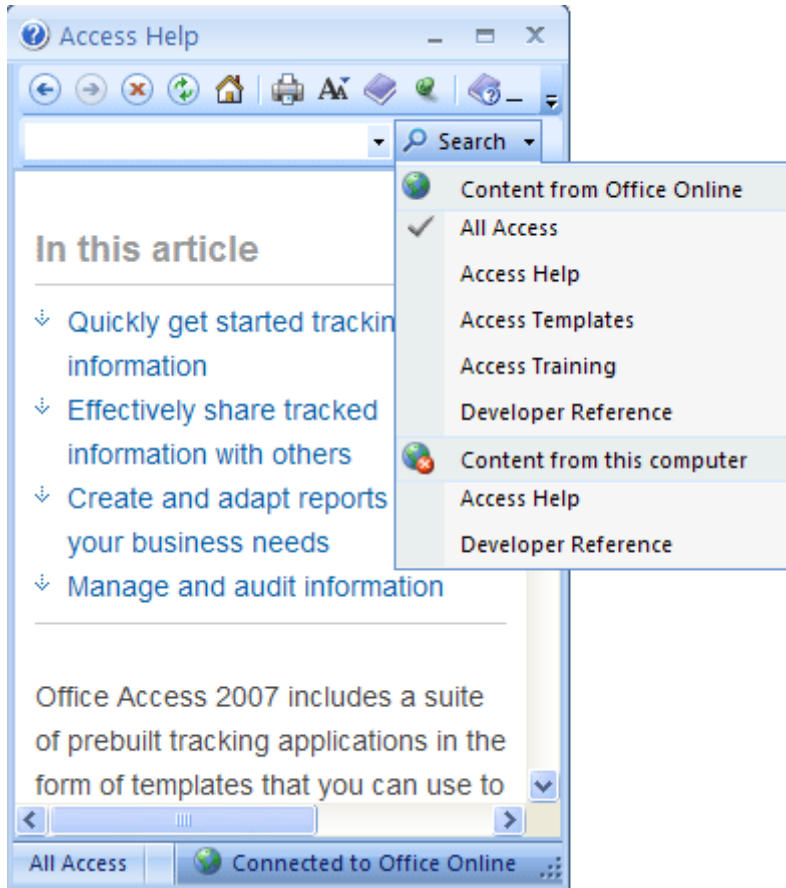 Access Help
Search
Content from Office Online
All Access
Access Help
Access Templates
Access Training
Developer Reference
Content from this computer
Access Help
Developer Reference
In this article
Quickly get started trackin
information
Effectively share tracked
information with others
Create and adapt reports
your business needs
Manage and audit information
Office Access 2007 includes a suite
of prebuilt tracking applications in the
form of templates that you can use to
All Access
Connected to Office Online